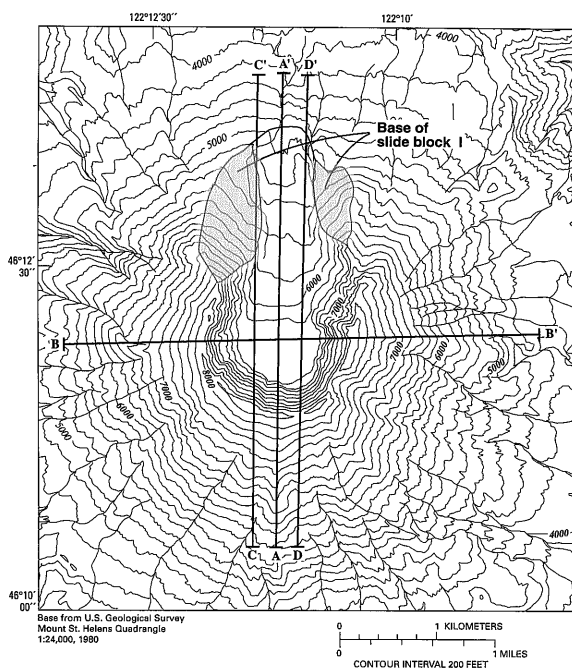 122°12'30''
122°10'
4000
4000
C'
A'
D'
5000
5000
Base of
slide block I
46°12'
30''
6000
7000
B
B'
8000
7000
6000
5000
7000
6000
5000
4000
C
A
D
46°10'
00''
Base from U.S. Geological Survey
Mount St. Helens Quadrangle
1:24,000, 1980
0
1 KILOMETERS
0
1 MILES
CONTOUR INTERVAL 200 FEET